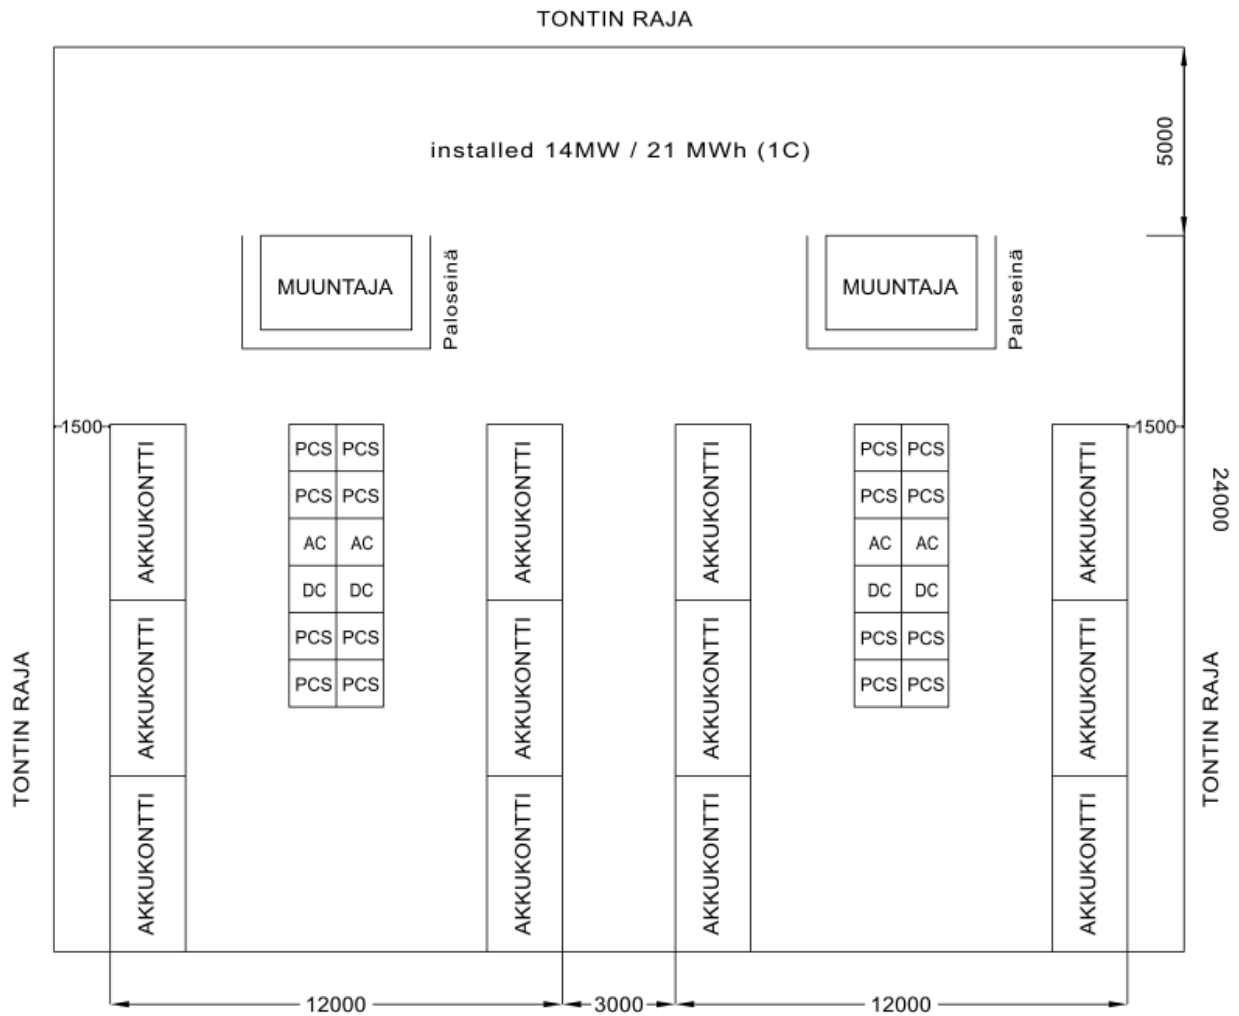 TONTIN RAJA
installed 14MW / 21 MWh (1C)
5000
MUUNTAJA
Paloseinä
MUUNTAJA
Paloseinä
1500
1500
24000
AKKUKONTTI
PCS PCS
PCS PCS
AC AC
DC DC
PCS PCS
PCS PCS
AKKUKONTTI
AKKUKONTTI
PCS PCS
PCS PCS
AC AC
DC DC
PCS PCS
PCS PCS
AKKUKONTTI
AKKUKONTTI
AKKUKONTTI
AKKUKONTTI
AKKUKONTTI
TONTIN RAJA
TONTIN RAJA
AKKUKONTTI
AKKUKONTTI
AKKUKONTTI
AKKUKONTTI
12000
3000
12000